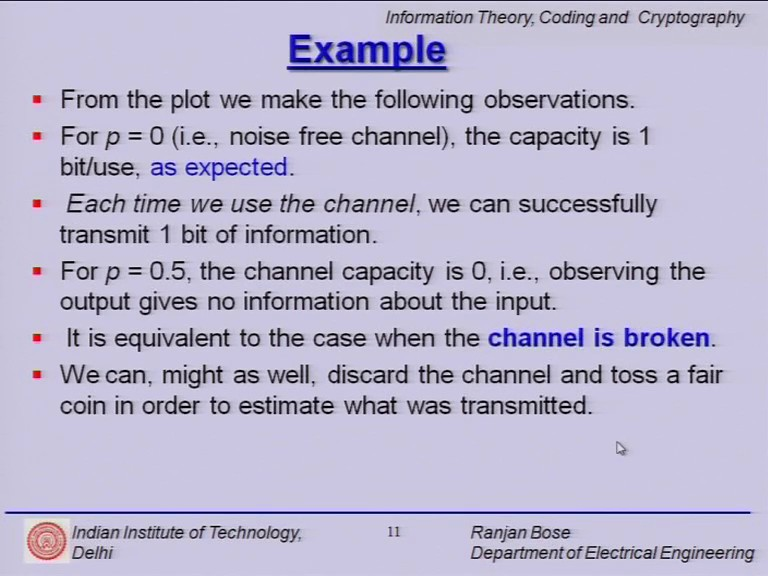 Information Theory, Coding and Cryptography
Example
From the plot we make the following observations.
For p = 0 (i.e., noise free channel), the capacity is 1
bit/use, as expected.
Each time we use the channel, we can successfully
transmit 1 bit of information.
For p = 0.5, the channel capacity is 0, i.e., observing the
output gives no information about the input.
It is equivalent to the case when the channel is broken.
We can, might as well, discard the channel and toss a fair
coin in order to estimate what was transmitted.
Indian Institute of Technology,
Delhi
11
Ranjan Bose
Department of Electrical Engineering